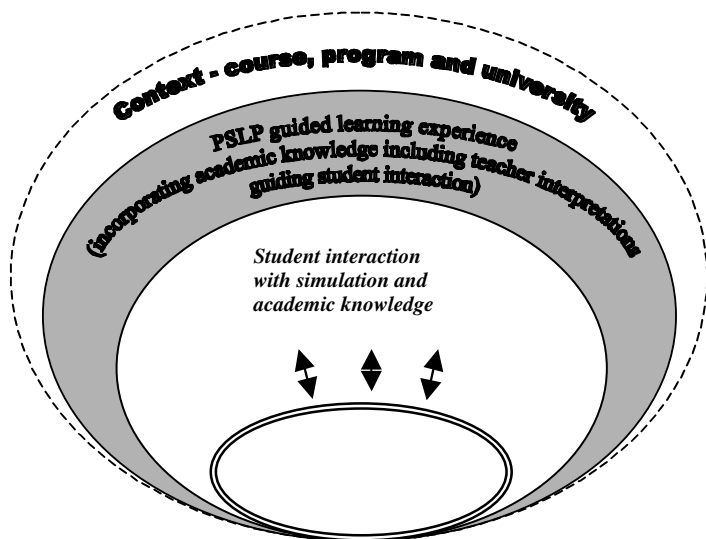 Context - course, program and university
PSLP guided learning experience
(incorporating academic knowledge including teacher interpretations
guiding student interaction)
Student interaction
with simulation and
academic knowledge